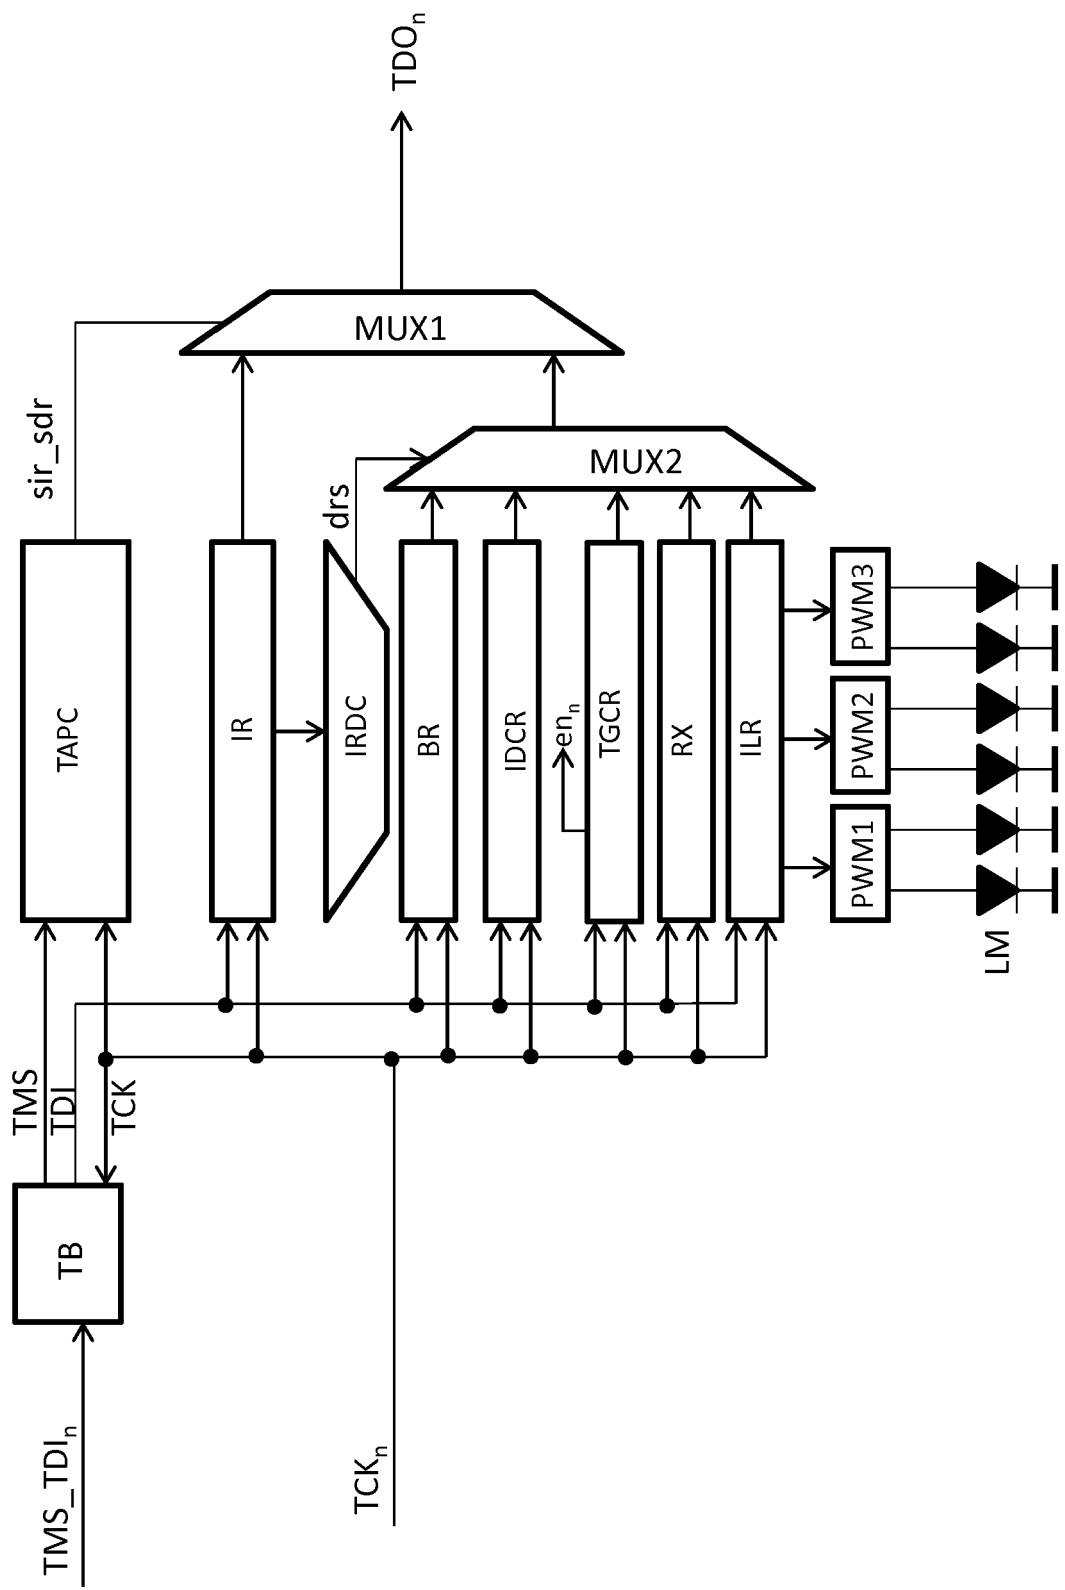 TMS_TDIn
TCKn
TB
TMS
TDI
TCK
TAPC
sir_sdr
IR
IRDC
drs
BR
IDCR
enn
TGCR
RX
ILR
MUX1
MUX2
TDOn
PWM1
PWM2
PWM3
LM